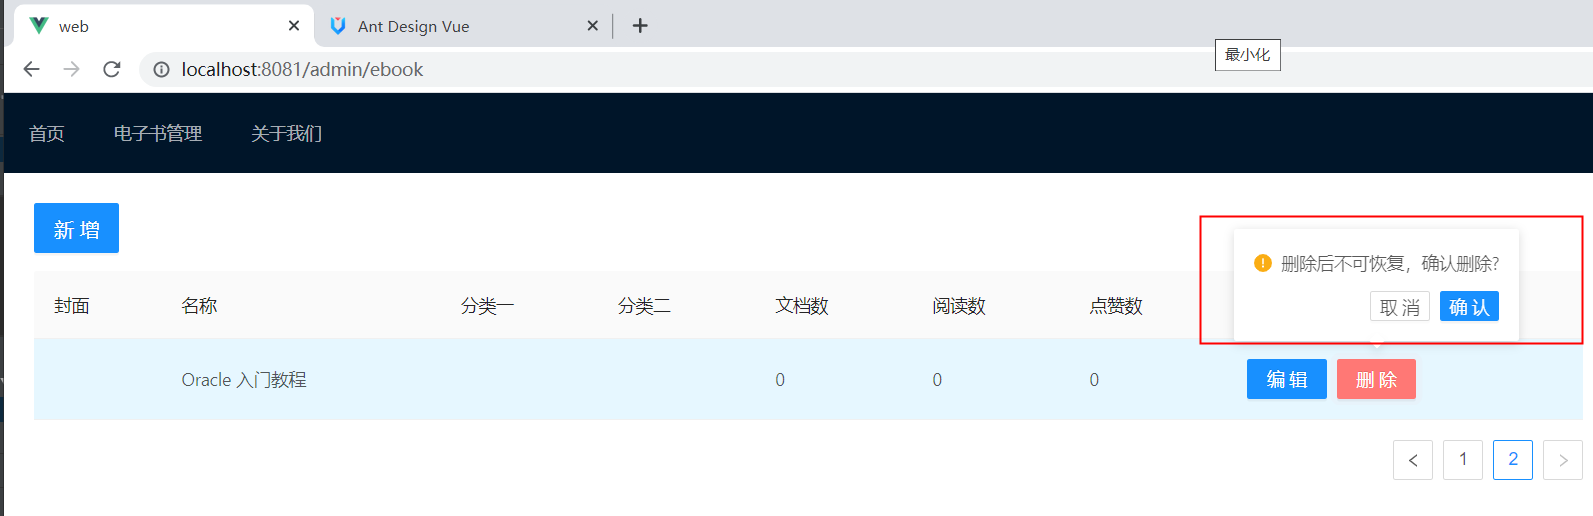 web
Ant Design Vue
最小化
localhost:8081/admin/ebook
首页 电子书管理 关于我们
新 增
删除后不可恢复，确认删除?
取 消 确 认
封面 名称 分类一 分类二 文档数 阅读数 点赞数
Oracle 入门教程 0 0 0 编 辑 删 除
< 1 2 >